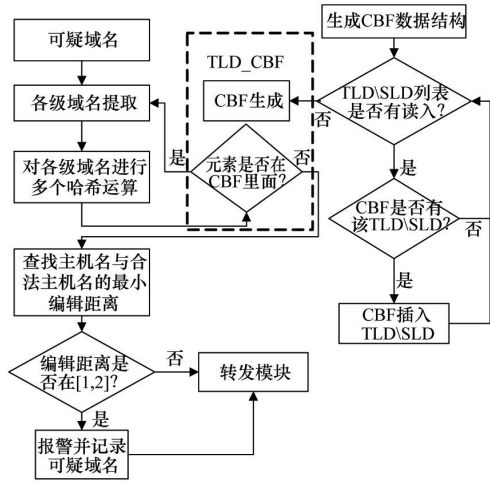 可疑域名
各级域名提取
对各级域名进行
多个哈希运算
TLD_CBF
CBF生成
元素是否在
CBF里面?
是
否
生成CBF数据结构
TLD\SLD列表
是否有读入?
否
是
CBF是否有
该TLD\SLD?
否
是
CBF插入
TLD\SLD
查找主机名与合
法主机名的最小
编辑距离
编辑距离是
否在[1,2]?
否
是
转发模块
报警并记录
可疑域名